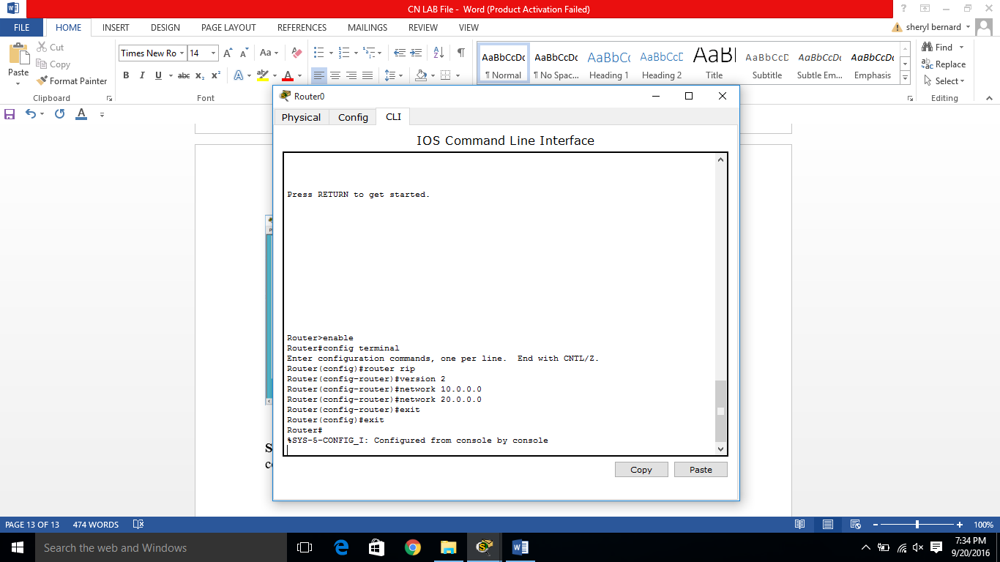 CN LAB File - Word (Product Activation Failed)
FILE HOME INSERT DESIGN PAGE LAYOUT REFERENCES MAILINGS REVIEW VIEW sheryl bernard
Paste
Cut
Copy
Format Painter
Clipboard
Times New Ro 14
Font
AaBbCcDc ¶ Normal
AaBbCcDc ¶ No Spac...
AaBbCc Heading 1
AaBbCcC Heading 2
AaBl Title
AaBbCcD Subtitle
AaBbCcDc Subtle Em...
AaBbCcDc Emphasis
Find
Replace
Select
Editing
Router0
Physical Config CLI
IOS Command Line Interface
Press RETURN to get started.
Router>enable
Router#config terminal
Enter configuration commands, one per line.  End with CNTL/Z.
Router(config)#router rip
Router(config-router)#version 2
Router(config-router)#network 10.0.0.0
Router(config-router)#network 20.0.0.0
Router(config-router)#exit
Router(config)#exit
Router#
%SYS-5-CONFIG_I: Configured from console by console
Copy Paste
PAGE 13 OF 13 474 WORDS 100%
Search the web and Windows
7:34 PM
9/20/2016